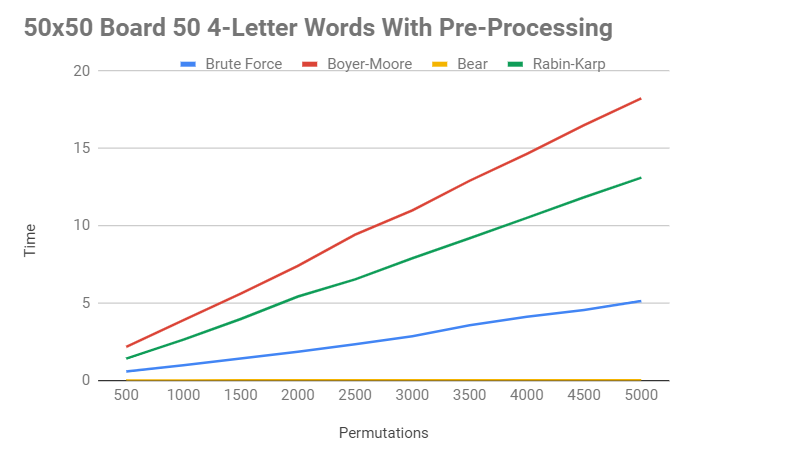 50x50 Board 50 4-Letter Words With Pre-Processing
Brute Force Boyer-Moore Bear Rabin-Karp
20
15
10
5
0
Time
500 1000 1500 2000 2500 3000 3500 4000 4500 5000
Permutations